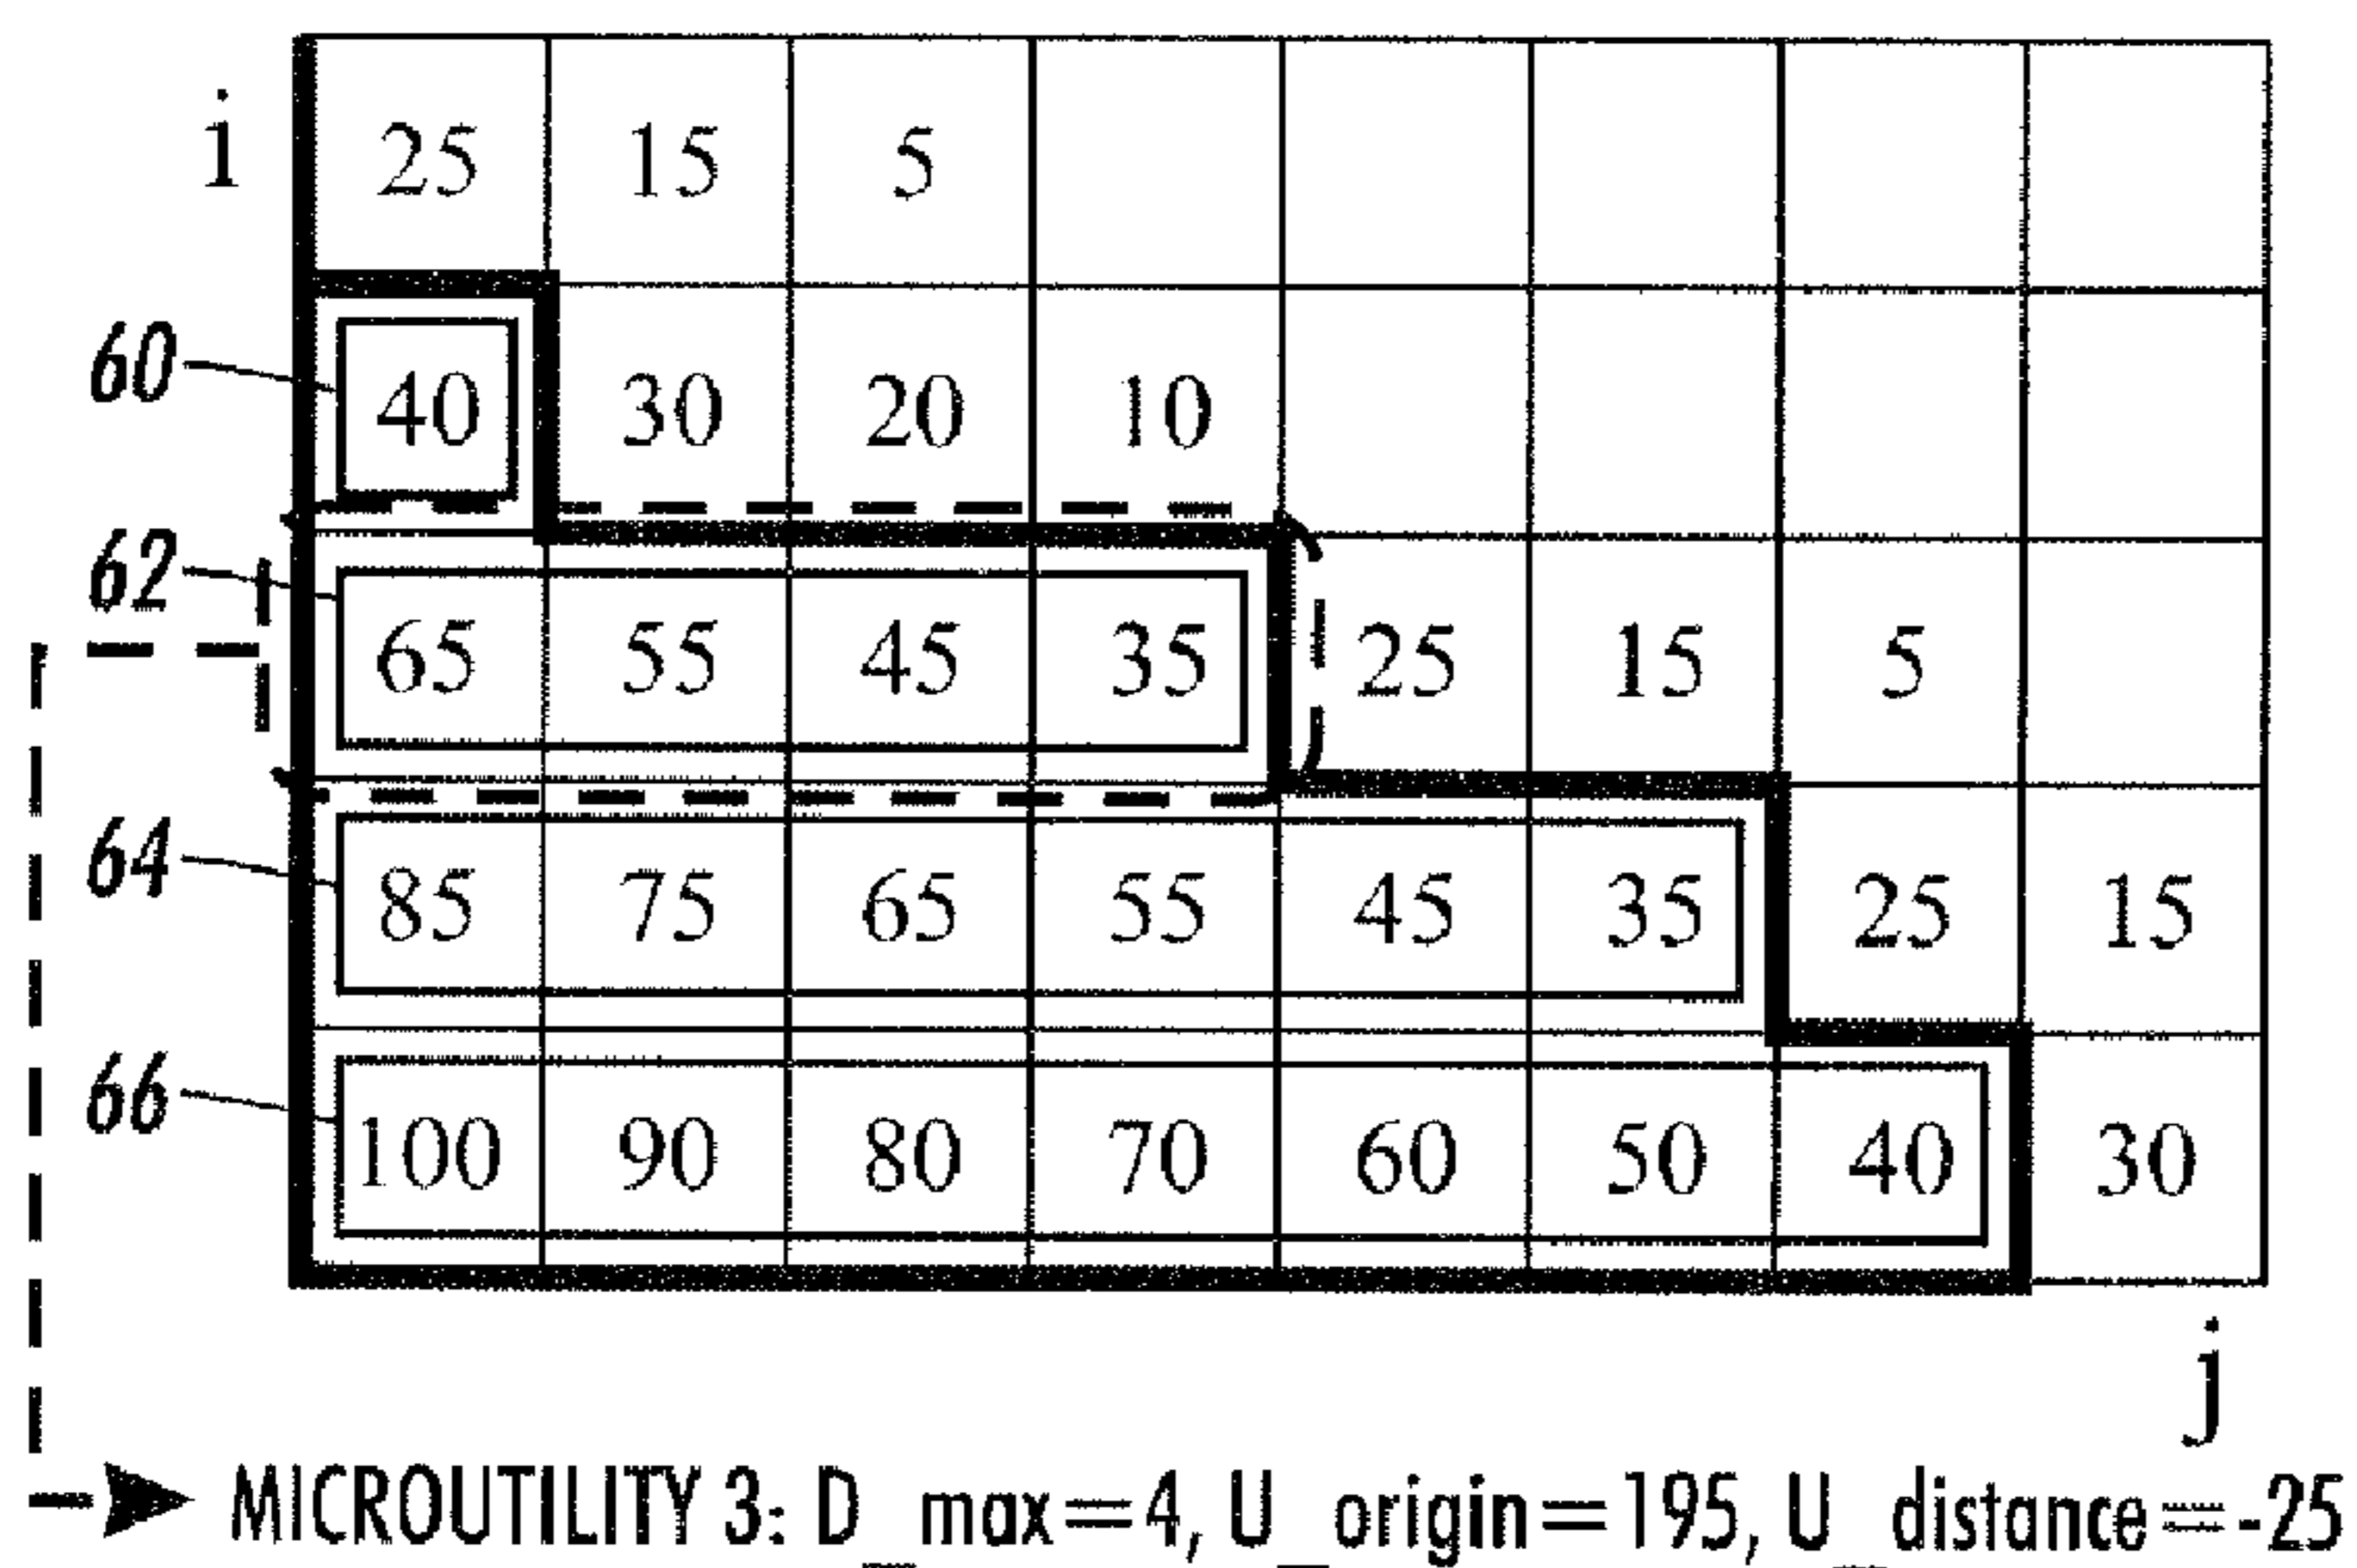 i 25 15 5
60 40 30 20 10
62 65 55 45 35 25 15 5
64 85 75 65 55 45 35 25 15
66 100 90 80 70 60 50 40 30
j
MICROUTILITY 3: D_max=4, U_origin=195, U_distance=-25